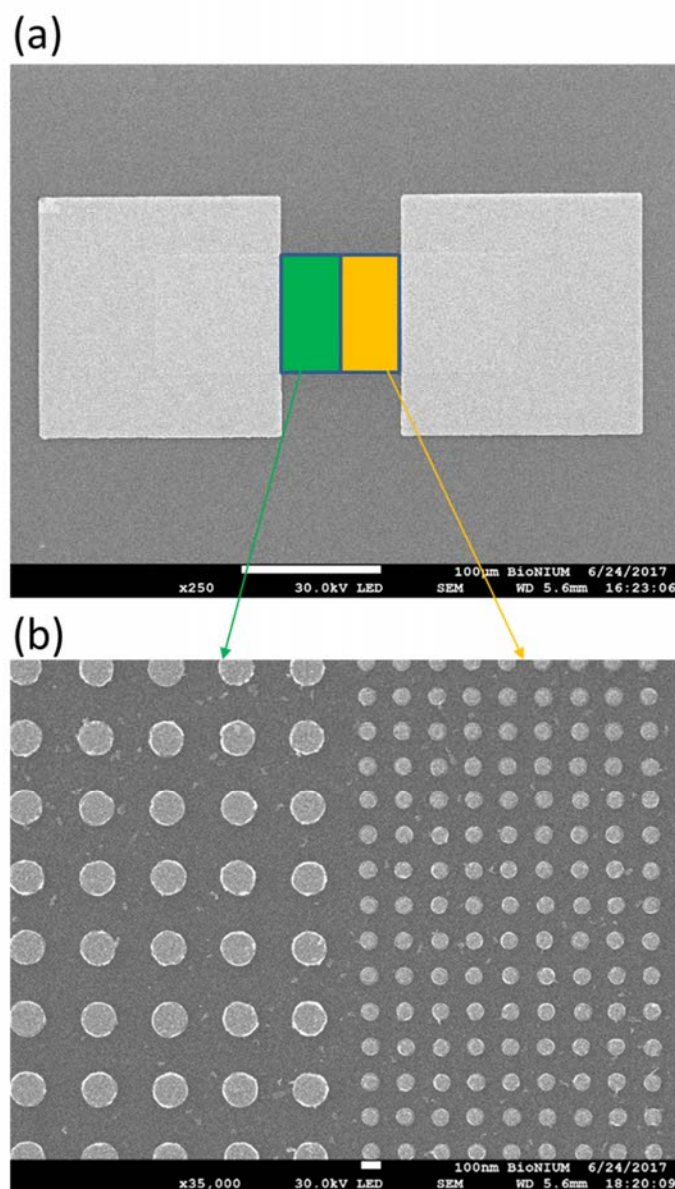 (a)
100μm BioNIUM 6/24/2017
x250 30.0kV LED SEM WD 5.6mm 16:23:06
(b)
100nm BioNIUM 6/24/2017
x35,000 30.0kV LED SEM WD 5.6mm 18:20:09